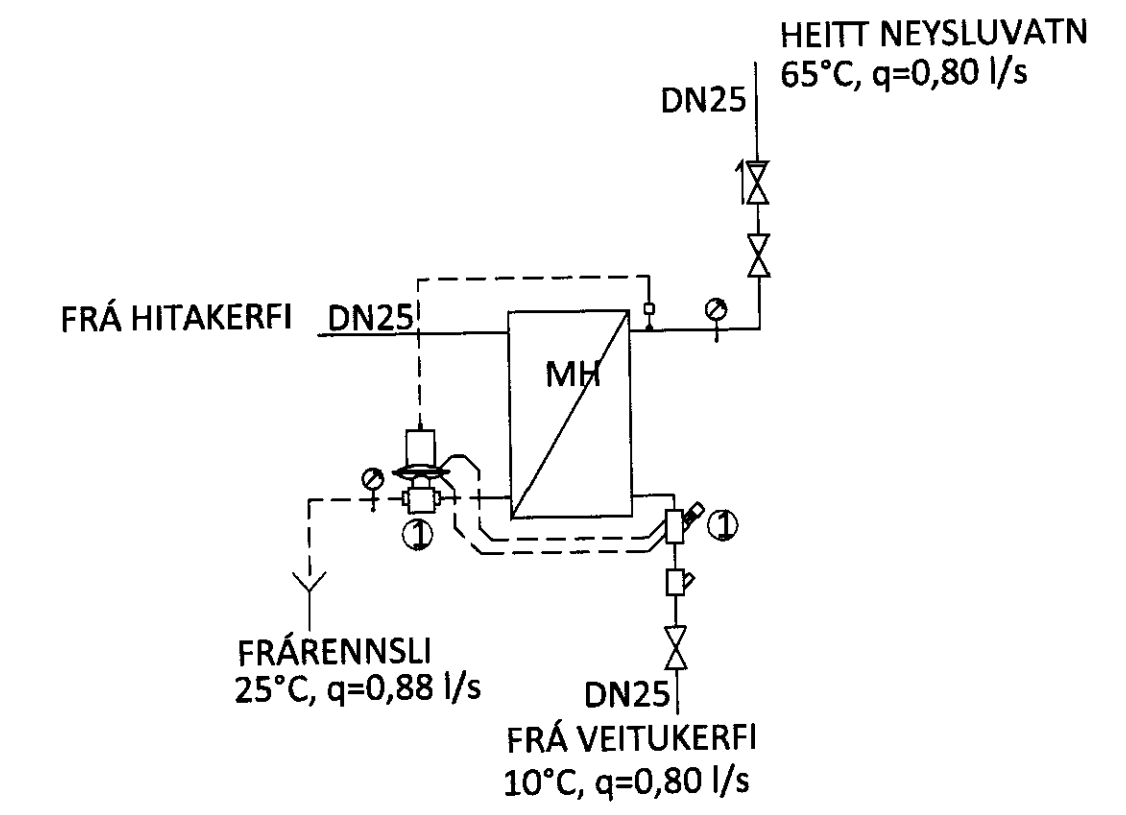 HEITT NEYSLUVATN
65°C, q=0,80 l/s
DN25
FRÁ HITAKERFI
DN25
MH
1
1
FRÁRENNSLI
25°C, q=0,88 l/s
DN25
FRÁ VEITUKERFI
10°C, q=0,80 l/s